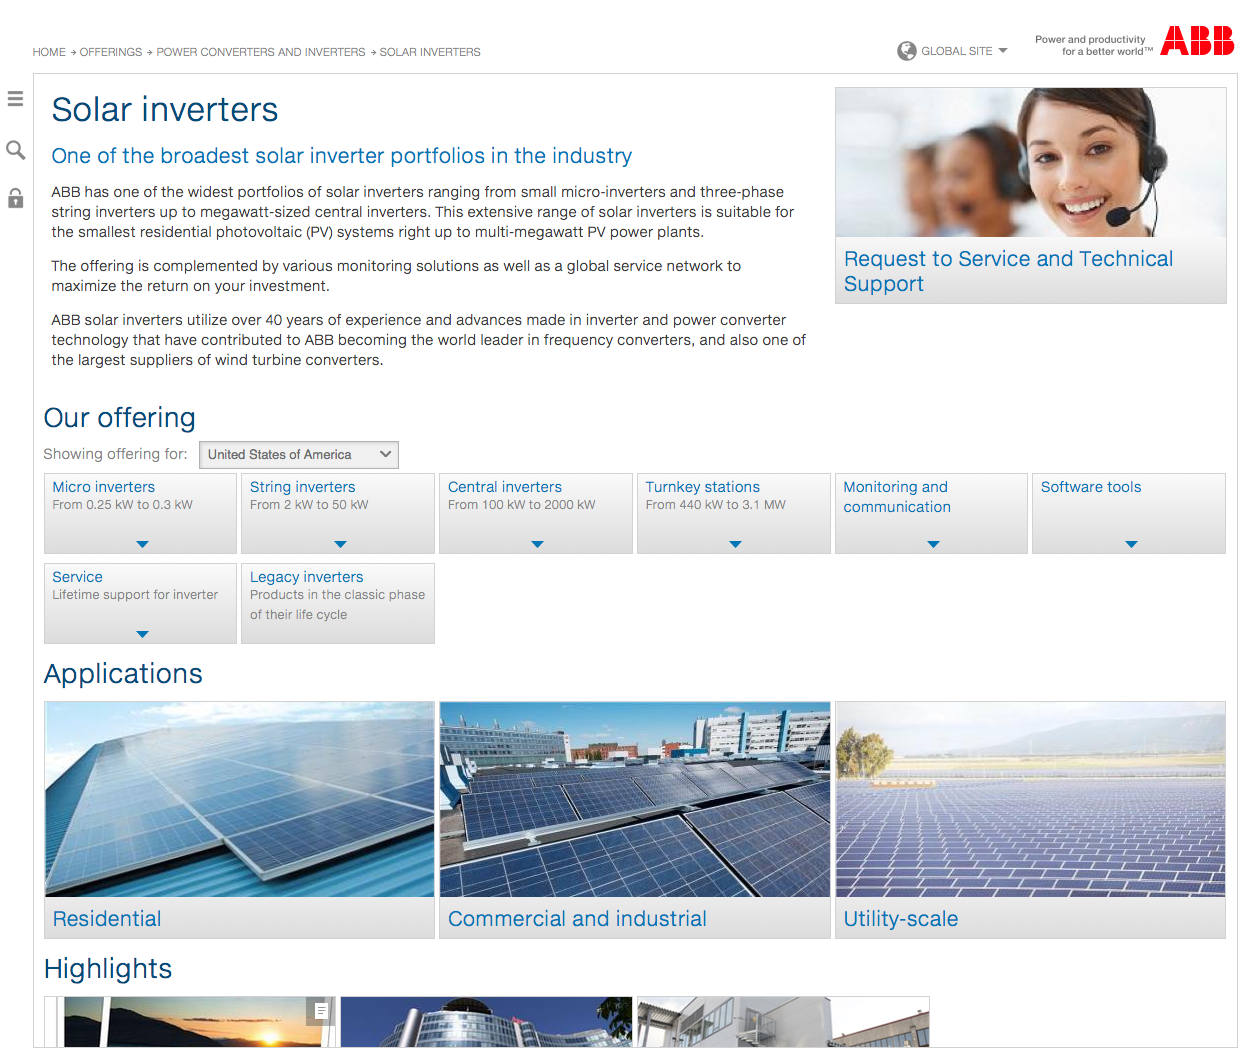 HOME → OFFERINGS → POWER CONVERTERS AND INVERTERS → SOLAR INVERTERS
GLOBAL SITE
Power and productivity
for a better world™
ABB
Solar inverters
One of the broadest solar inverter portfolios in the industry
ABB has one of the widest portfolios of solar inverters ranging from small micro-inverters and three-phase
string inverters up to megawatt-sized central inverters. This extensive range of solar inverters is suitable for
the smallest residential photovoltaic (PV) systems right up to multi-megawatt PV power plants.
The offering is complemented by various monitoring solutions as well as a global service network to
maximize the return on your investment.
ABB solar inverters utilize over 40 years of experience and advances made in inverter and power converter
technology that have contributed to ABB becoming the world leader in frequency converters, and also one of
the largest suppliers of wind turbine converters.
Request to Service and Technical
Support
Our offering
Showing offering for: United States of America
Micro inverters
From 0.25 kW to 0.3 kW
String inverters
From 2 kW to 50 kW
Central inverters
From 100 kW to 2000 kW
Turnkey stations
From 440 kW to 3.1 MW
Monitoring and
communication
Software tools
Service
Lifetime support for inverter
Legacy inverters
Products in the classic phase
of their life cycle
Applications
Residential
Commercial and industrial
Utility-scale
Highlights